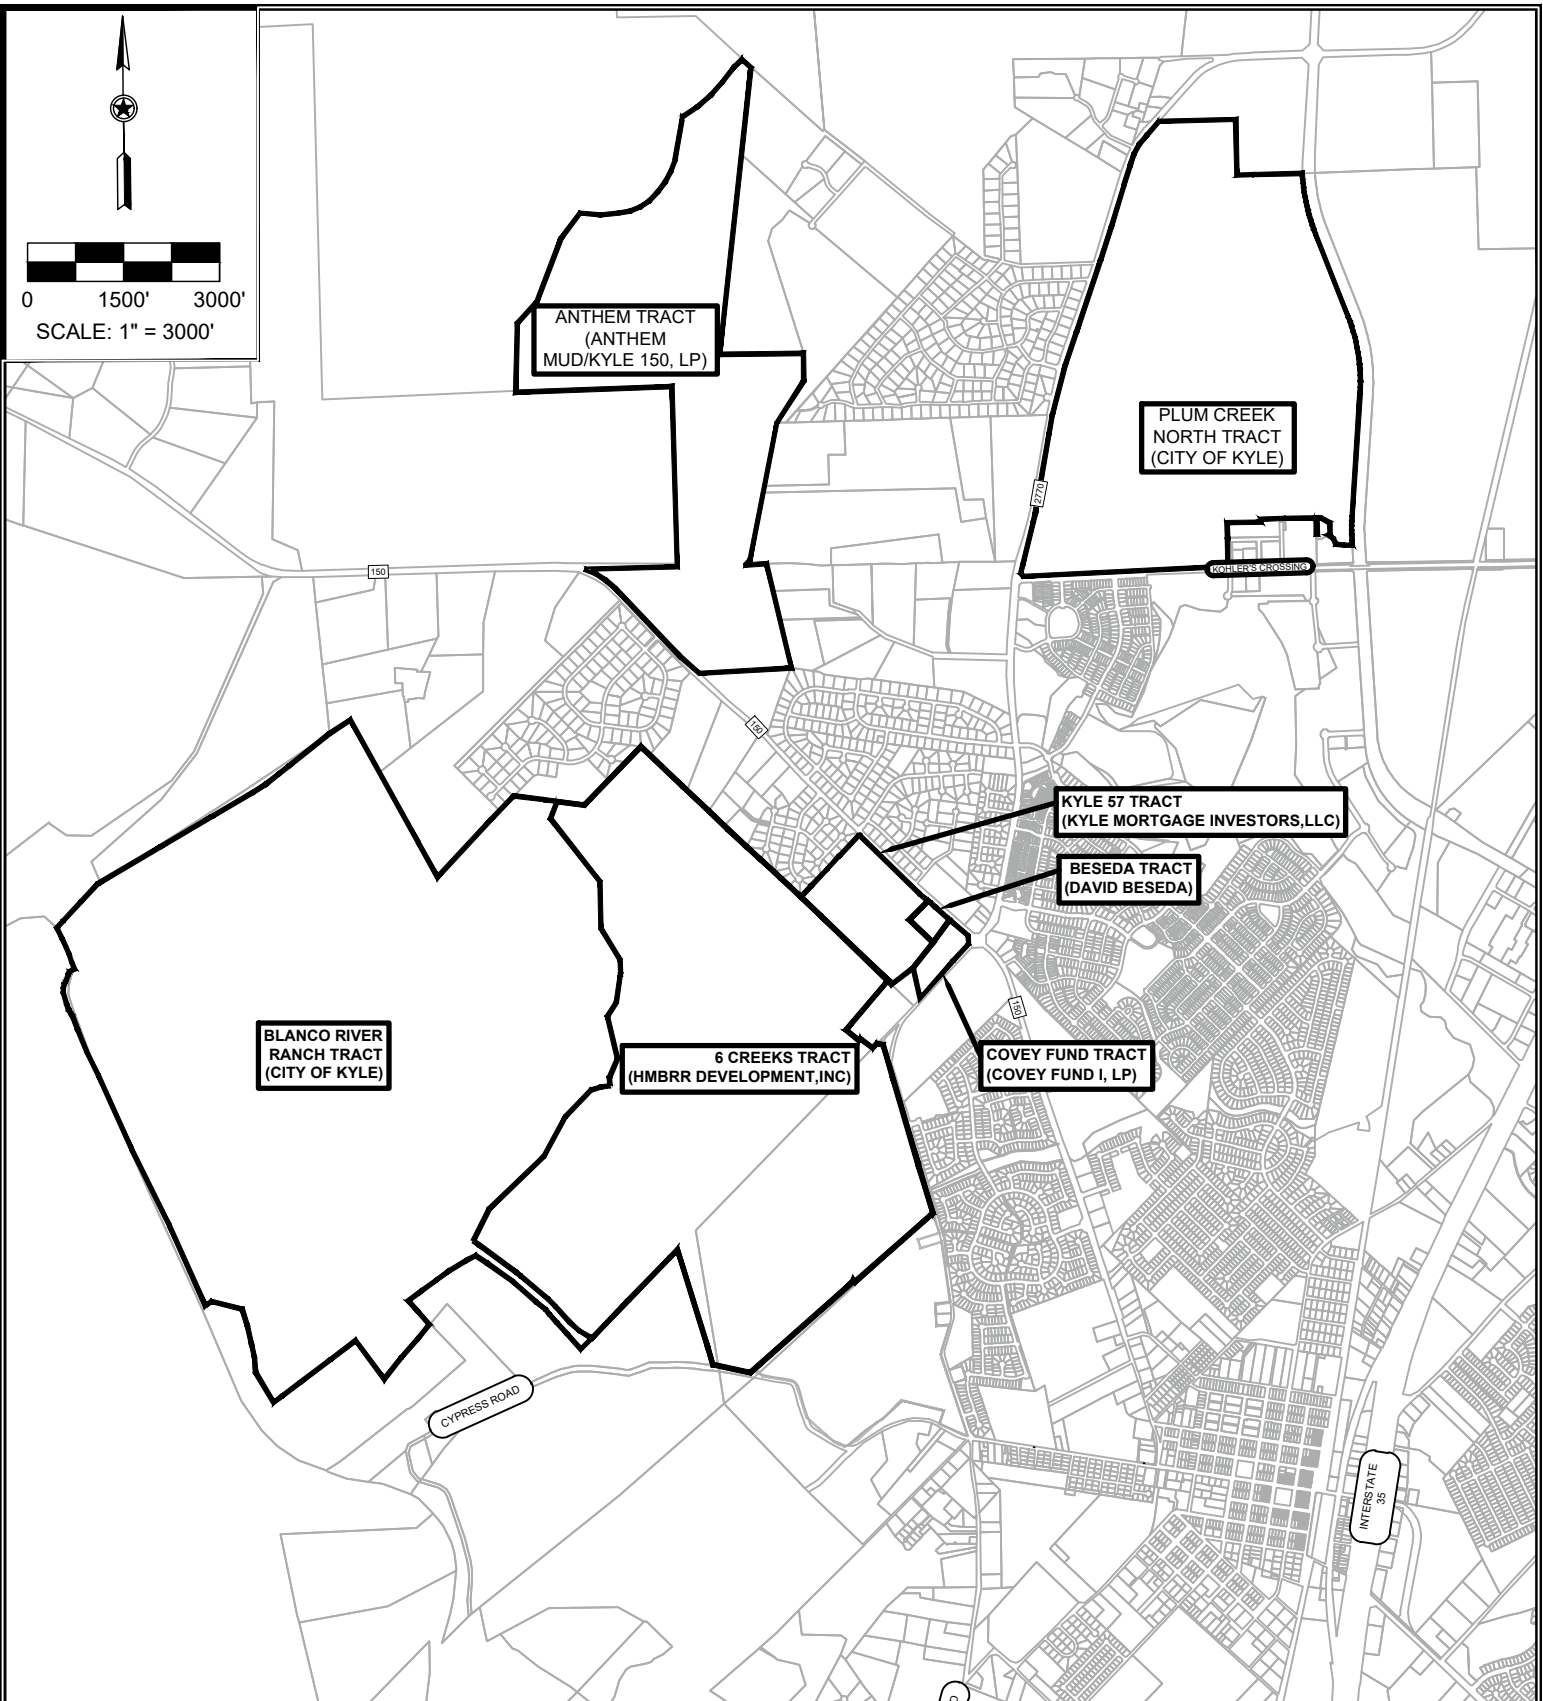 0 1500' 3000'
SCALE: 1" = 3000'
ANTHEM TRACT
(ANTHEM
MUD/KYLE 150, LP)
PLUM CREEK
NORTH TRACT
(CITY OF KYLE)
2770
KOHLER'S CROSSING
150
150
KYLE 57 TRACT
(KYLE MORTGAGE INVESTORS,LLC)
BESEDA TRACT
(DAVID BESEDA)
150
BLANCO RIVER
RANCH TRACT
(CITY OF KYLE)
6 CREEKS TRACT
(HMBRR DEVELOPMENT,INC)
COVEY FUND TRACT
(COVEY FUND I, LP)
CYPRESS ROAD
INTERSTATE
35